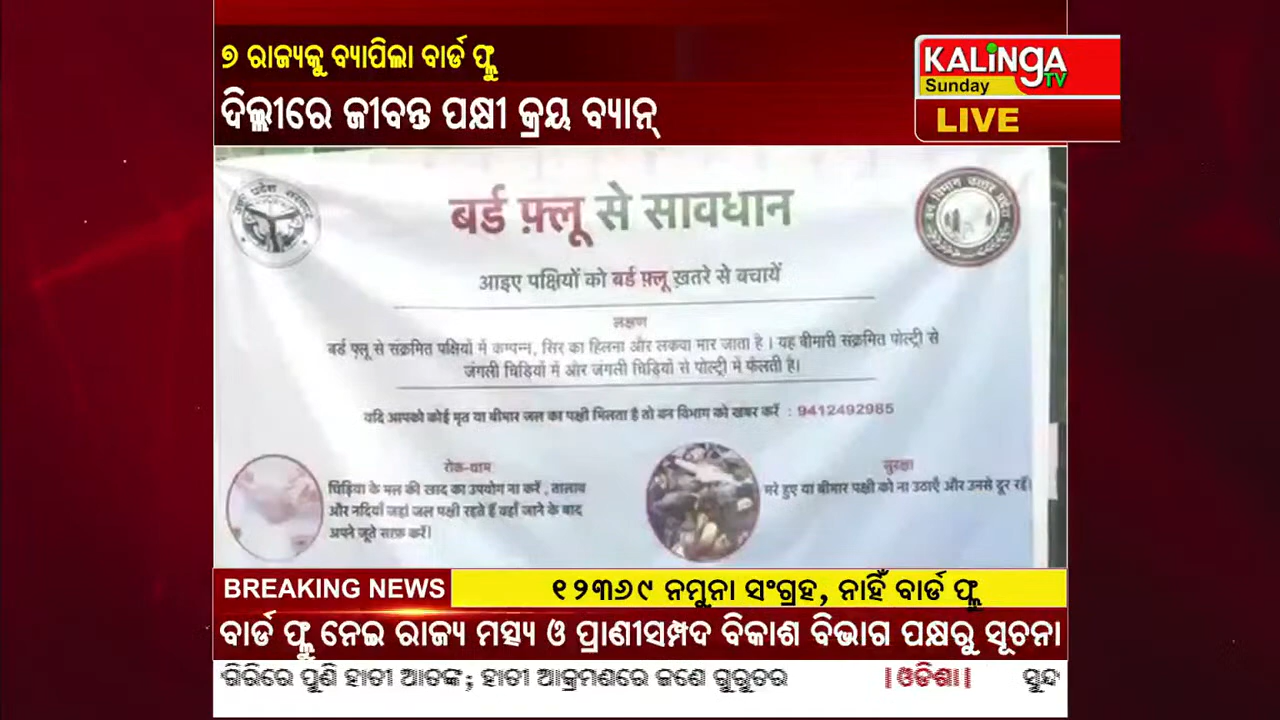 ୭ ରାଜ୍ୟକୁ ବ୍ୟାପିଲା ବାର୍ଡ ଫ୍ଲୁ
ଦିଲ୍ଲୀରେ ଜୀବନ୍ତ ପକ୍ଷୀ କ୍ରୟ ବ୍ୟାନ୍
KALINGA TV
Sunday
LIVE
बर्ड फ़्लू से सावधान
आइए पक्षियों को बर्ड फ़्लू ख़तरे से बचायें
लक्षण
बर्ड फ़्लू से संक्रमित पक्षियों में कम्पन्न, सिर का हिलना और लकवा मार जाता है । यह बीमारी संक्रमित पोल्ट्री से
जंगली चिड़ियों में और जंगली चिड़ियों से पोल्ट्री में फैलती है।
यदि आपको कोई मृत या बीमार जल का पक्षी मिलता है तो वन विभाग को खबर करें : 9412492985
रोक-थाम
चिड़िया के मल की खाद का उपयोग ना करें , तालाब
और नदियाँ जहां जल पक्षी रहते हैं वहाँ जाने के बाद
अपने जूते साफ़ करें।
सुरक्षा
मरे हुए या बीमार पक्षी को ना उठाएँ और उनसे दूर रहें।
BREAKING NEWS
୧୨୩୬୯ ନମୁନା ସଂଗ୍ରହ, ନାହିଁ ବାର୍ଡ ଫ୍ଲୁ
ବାର୍ଡ ଫ୍ଲୁ ନେଇ ରାଜ୍ୟ ମତ୍ସ୍ୟ ଓ ପ୍ରାଣୀସମ୍ପଦ ବିକାଶ ବିଭାଗ ପକ୍ଷରୁ ସୂଚନା
ଗିରିରେ ପୁଣି ହାତୀ ଆତଙ୍କ; ହାତୀ ଆକ୍ରମଣରେ ଜଣେ ଗୁରୁତର |ଓଡିଶା| ସୁନ୍ଦ